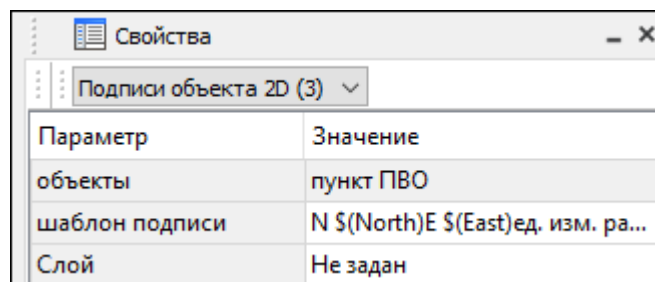 Свойства
Подписи объекта 2D (3)
Параметр Значение
объекты пункт ПВО
шаблон подписи N $(North)E $(East)ед. изм. ра...
Слой Не задан